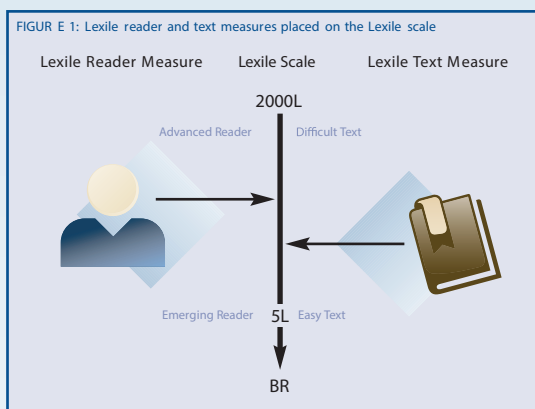 FIGUR E 1: Lexile reader and text measures placed on the Lexile scale
Lexile Reader Measure Lexile Scale Lexile Text Measure
2000L
Advanced Reader Difficult Text
Emerging Reader 5L Easy Text
BR